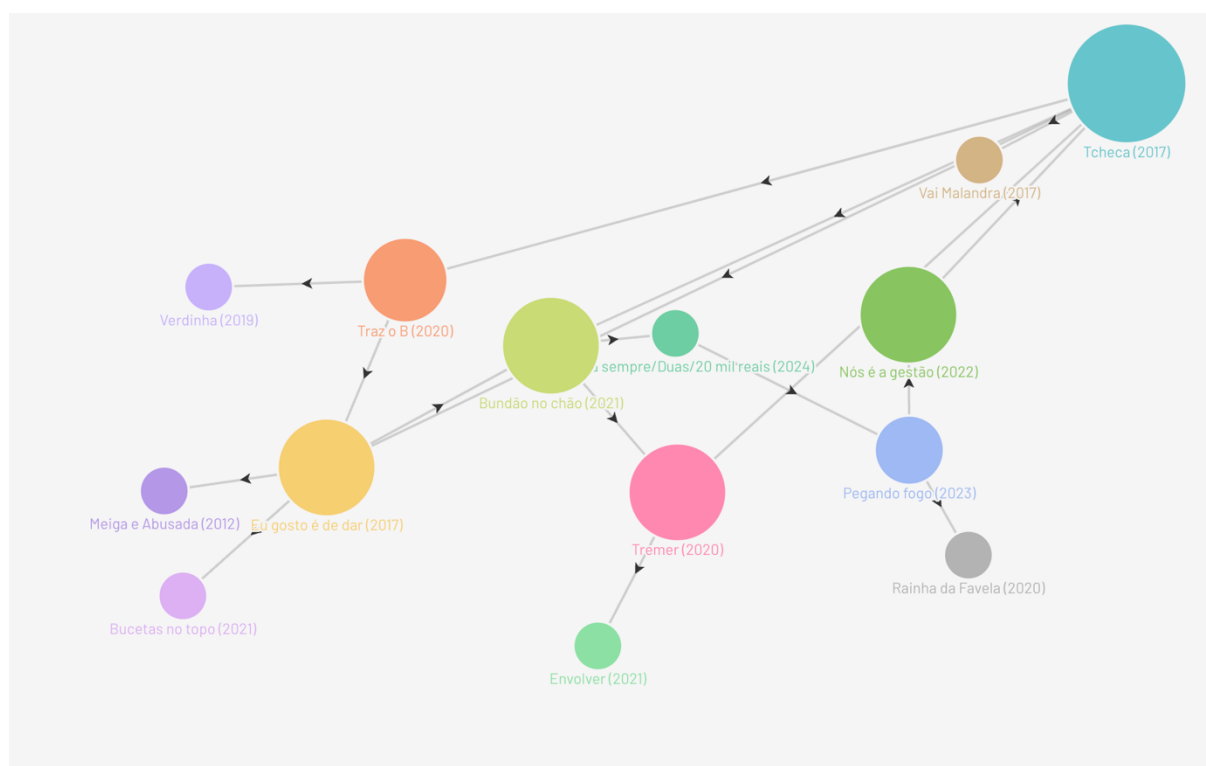 Tcheca (2017)
Vai Malandra (2017)
Verdinha (2019)
Traz o B (2020)
sempre/Duas/20 mil reais (2024)
Nós é a gestão (2022)
Bundão no chão (2021)
Pegando fogo (2023)
Meiga e Abusada (2012)
Eu gosto é de dar (2017)
Tremer (2020)
Rainha da Favela (2020)
Bucetas no topo (2021)
Envolver (2021)